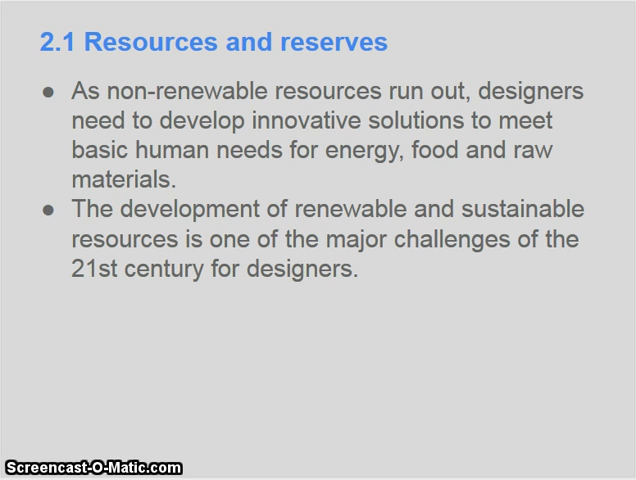 2.1 Resources and reserves
● As non-renewable resources run out, designers
need to develop innovative solutions to meet
basic human needs for energy, food and raw
materials.
● The development of renewable and sustainable
resources is one of the major challenges of the
21st century for designers.
Screencast-O-Matic.com